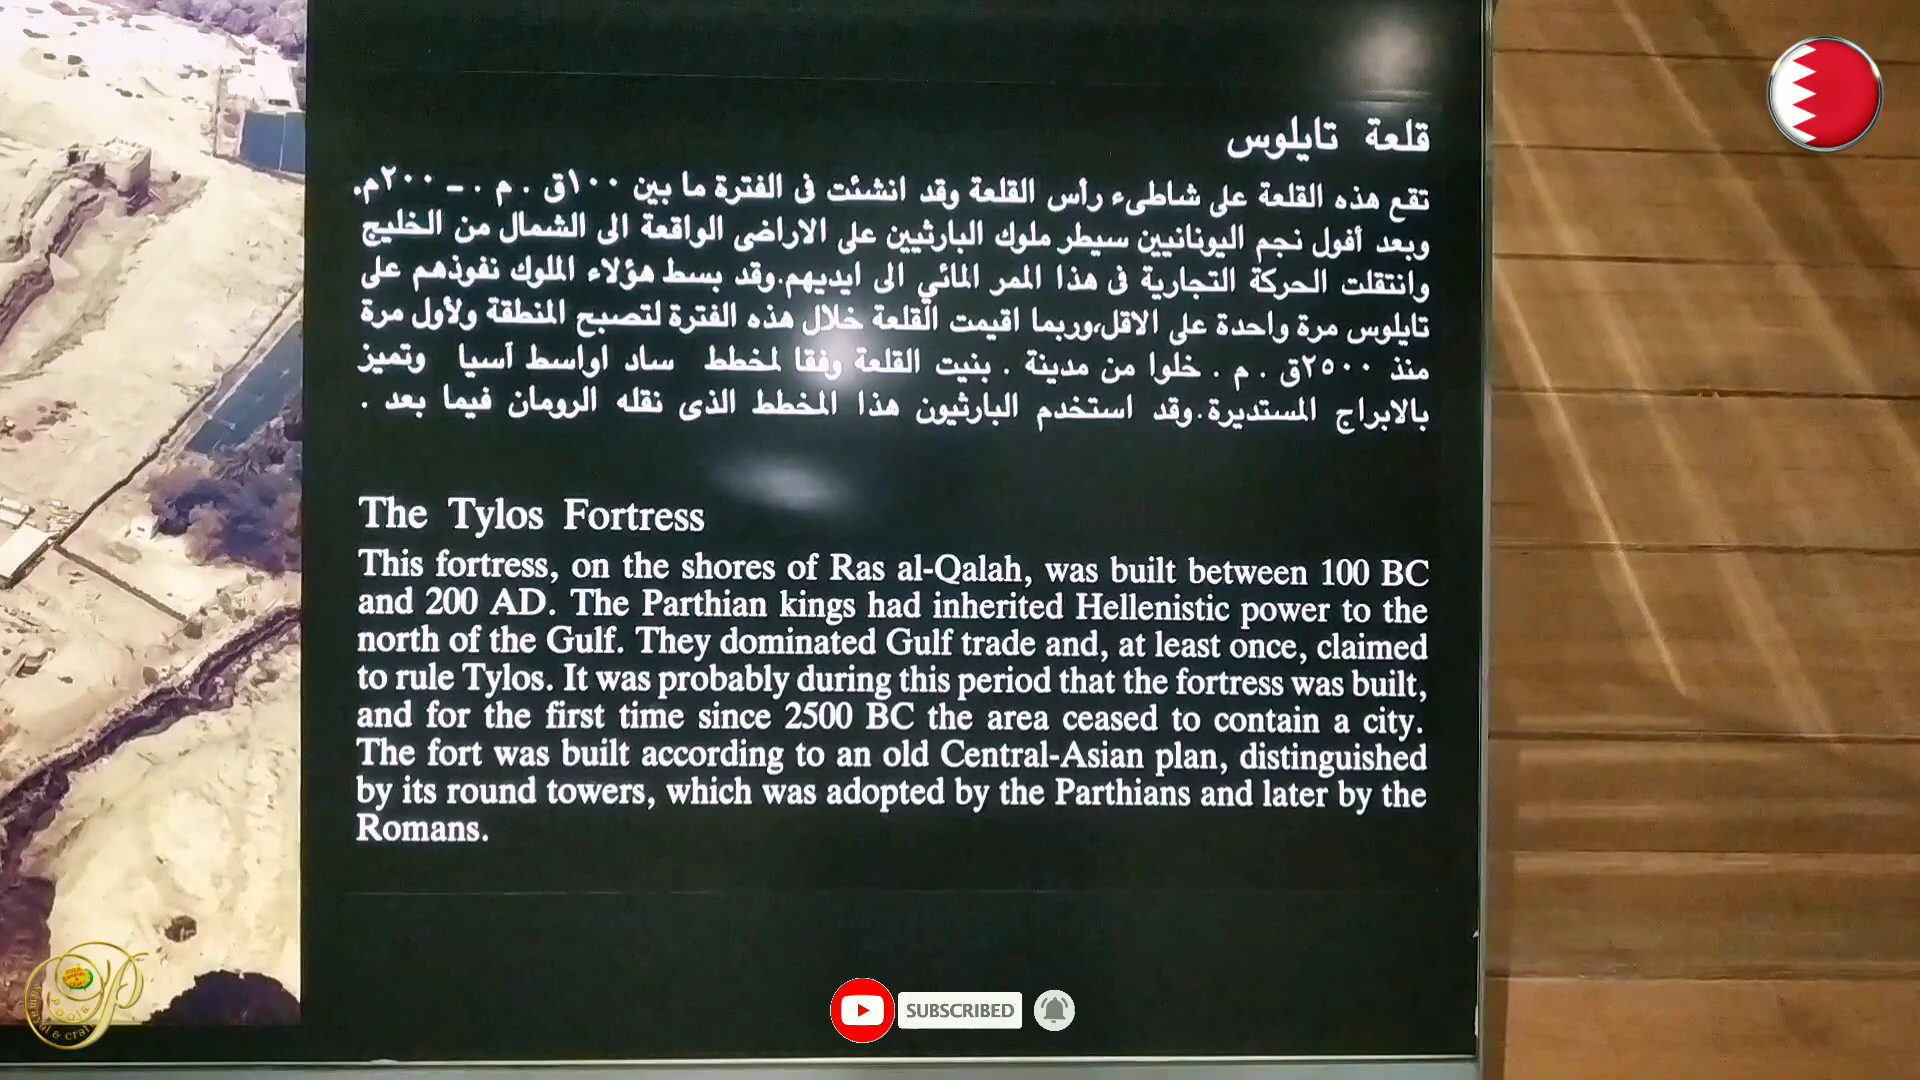 قلعة تايلوس
تقع هذه القلعة على شاطىء رأس القلعة وقد انشئت فى الفترة ما بين ١٠٠ق . م . - ٢٠٠م.
وبعد أفول نجم اليونانيين سيطر ملوك البارثيين على الاراضى الواقعة الى الشمال من الخليج
وانتقلت الحركة التجارية فى هذا الممر المائي الى ايديهم.وقد بسط هؤلاء الملوك نفوذهم على
تايلوس مرة واحدة على الاقل،وربما اقيمت القلعة خلال هذه الفترة لتصبح المنطقة ولأول مرة
منذ ٢٥٠٠ق . م . خلوا من مدينة . بنيت القلعة وفقا لمخطط ساد اواسط آسيا وتميز
بالابراج المستديرة.وقد استخدم البارثيون هذا المخطط الذى نقله الرومان فيما بعد .
The Tylos Fortress
This fortress, on the shores of Ras al-Qalah, was built between 100 BC
and 200 AD. The Parthian kings had inherited Hellenistic power to the
north of the Gulf. They dominated Gulf trade and, at least once, claimed
to rule Tylos. It was probably during this period that the fortress was built,
and for the first time since 2500 BC the area ceased to contain a city.
The fort was built according to an old Central-Asian plan, distinguished
by its round towers, which was adopted by the Parthians and later by the
Romans.
SUBSCRIBED